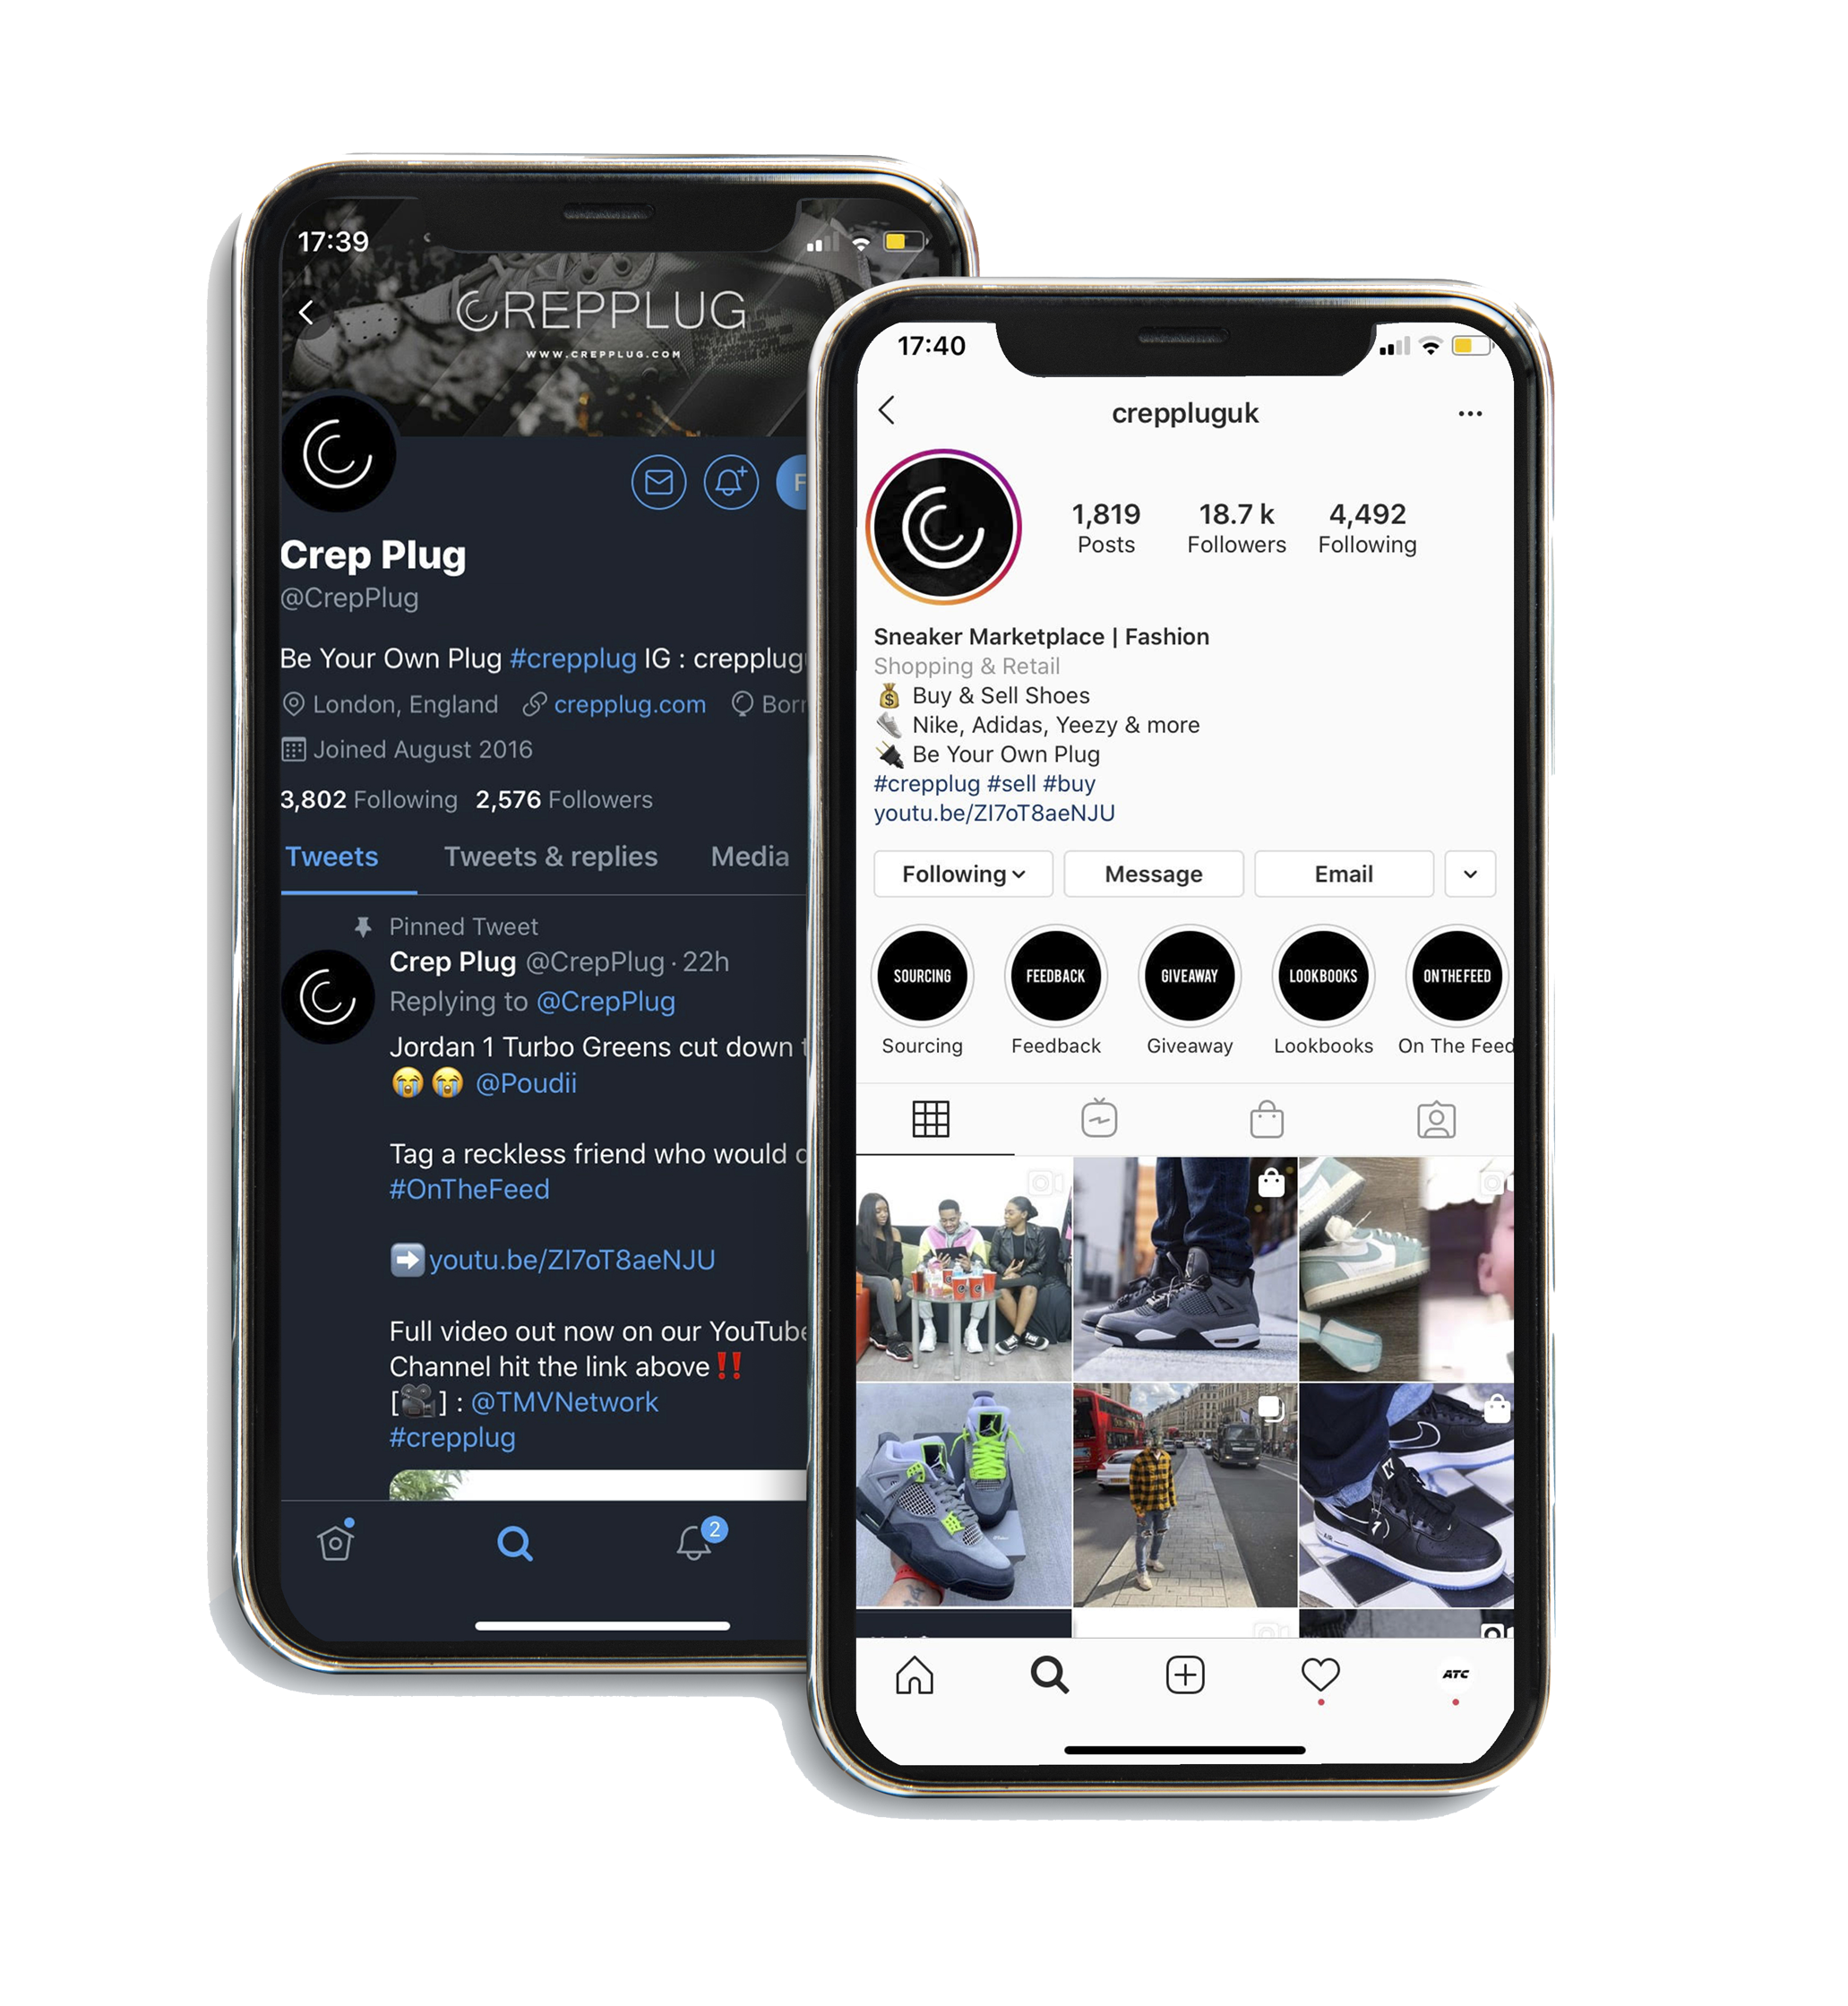 17:39
CREPPLUG
WWW.CREPPLUG.COM
Crep Plug
@CrepPlug
Be Your Own Plug #crepplug IG : crepplugu
London, England crepplug.com Born
Joined August 2016
3,802 Following 2,576 Followers
Tweets Tweets & replies Media
Pinned Tweet
Crep Plug @CrepPlug · 22h
Replying to @CrepPlug
Jordan 1 Turbo Greens cut down
😭😭 @Poudii
Tag a reckless friend who would
#OnTheFeed
➡️youtu.be/ZI7oT8aeNJU
Full video out now on our YouTube
Channel hit the link above‼️
[🎥] : @TMVNetwork
#crepplug
2
17:40
creppluguk
1,819 18.7 k 4,492
Posts Followers Following
Sneaker Marketplace | Fashion
Shopping & Retail
💰 Buy & Sell Shoes
👟 Nike, Adidas, Yeezy & more
🔌 Be Your Own Plug
#crepplug #sell #buy
youtu.be/ZI7oT8aeNJU
Following Message Email
SOURCING FEEDBACK GIVEAWAY LOOKBOOKS ON THE FEED
Sourcing Feedback Giveaway Lookbooks On The Feed
ATC